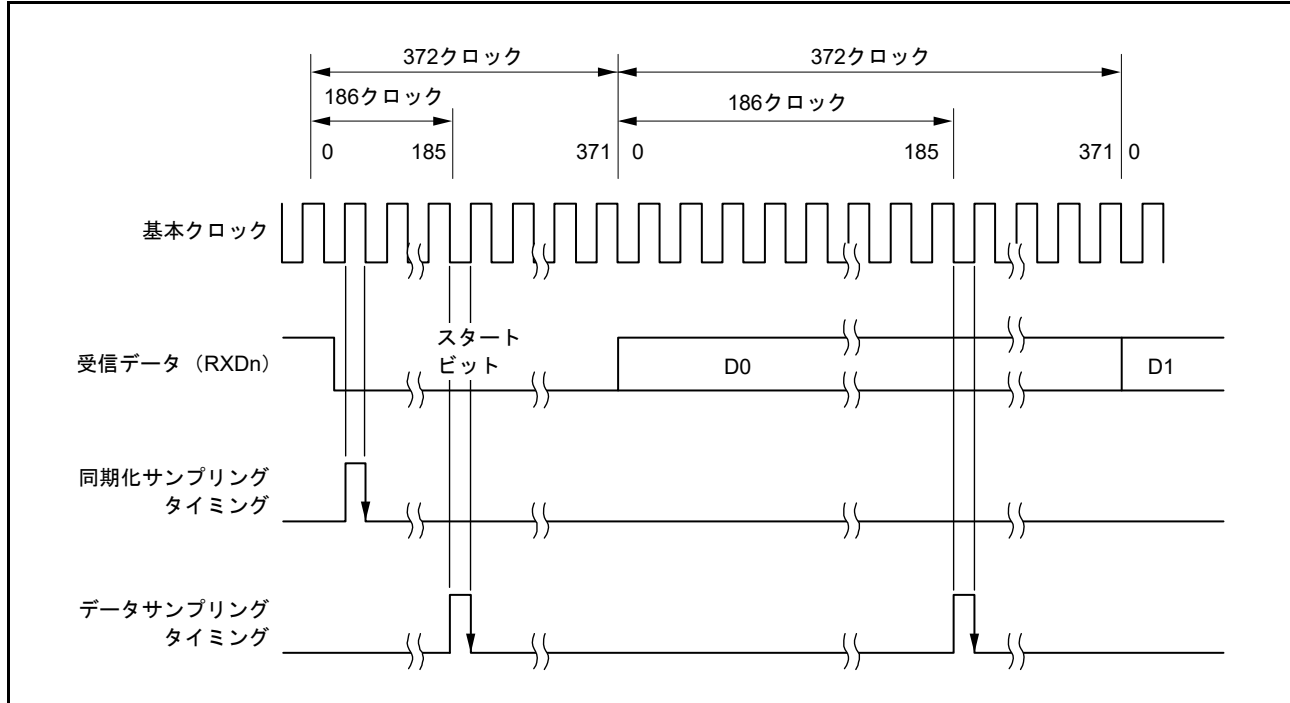 372クロック 372クロック
186クロック 186クロック
0 185 371 0 185 371 0
基本クロック
受信データ（RXDn）
スタート
ビット
D0 D1
同期化サンプリング
タイミング
データサンプリング
タイミング